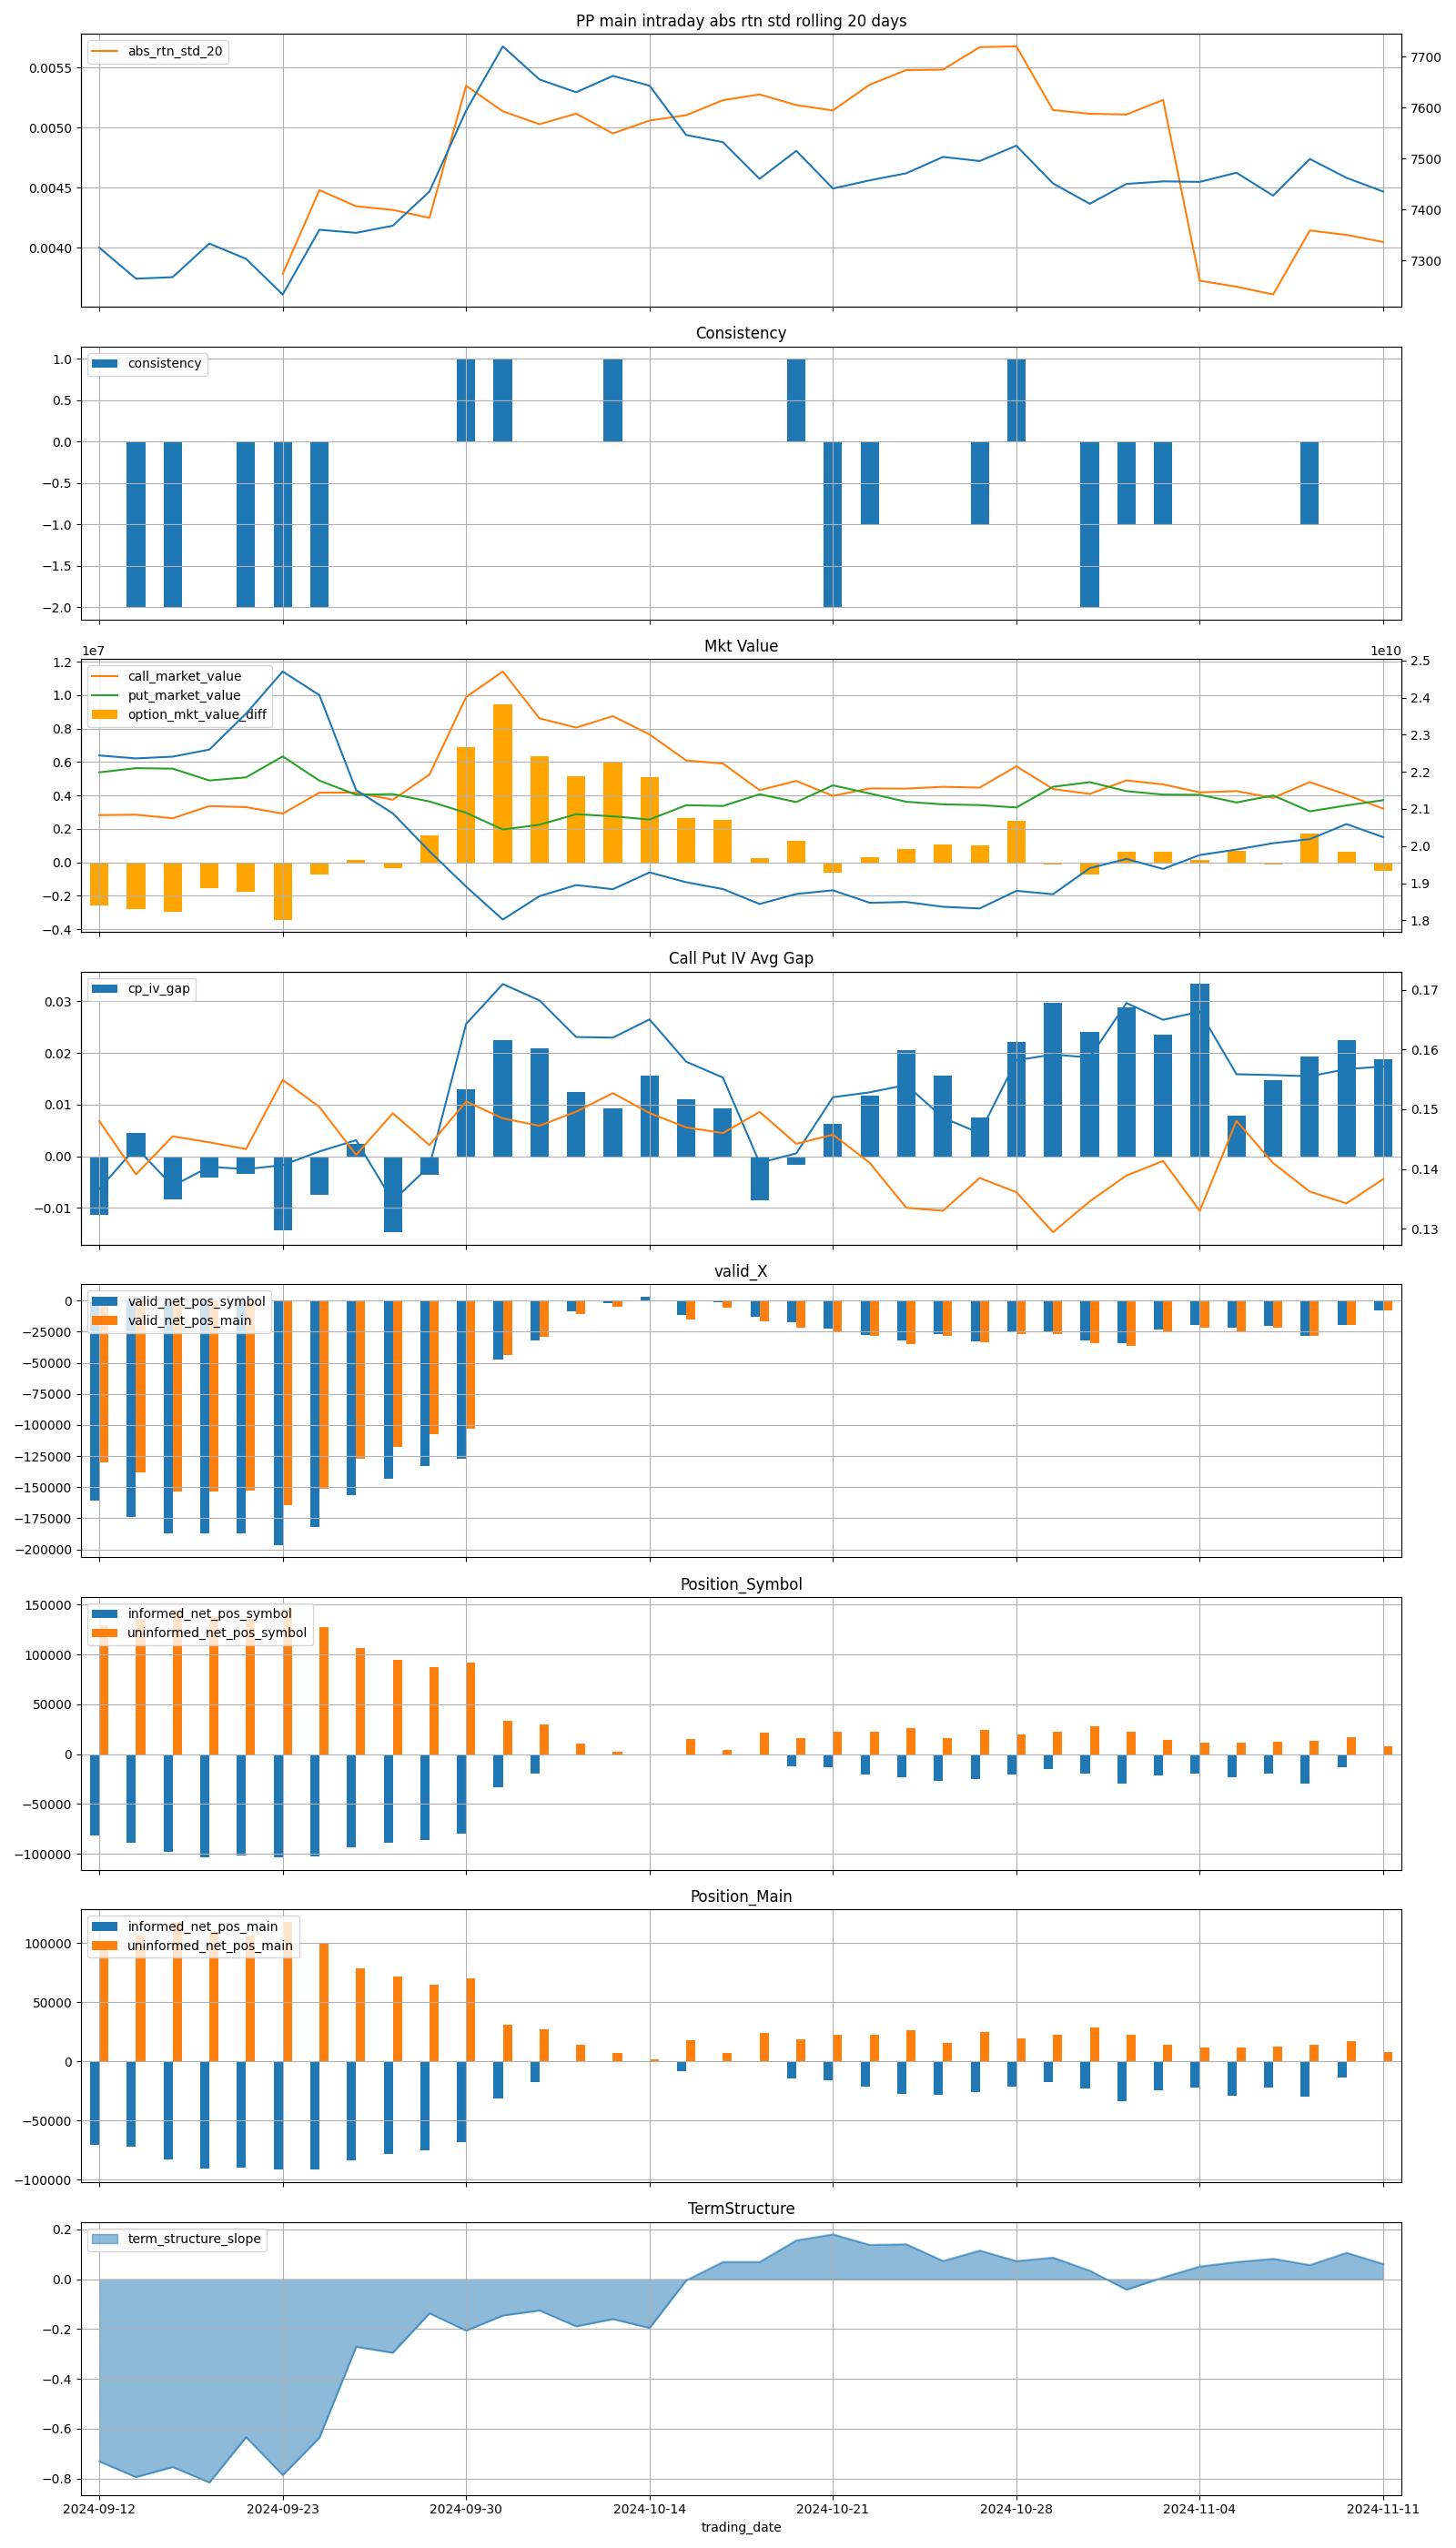 PP main intraday abs rtn std rolling 20 days
abs_rtn_std_20
0.0055
0.0050
0.0045
0.0040
7700
7600
7500
7400
7300
Consistency
consistency
1.0
0.5
0.0
−0.5
−1.0
−1.5
−2.0
Mkt Value
1e7
1e10
call_market_value
put_market_value
option_mkt_value_diff
1.2
1.0
0.8
0.6
0.4
0.2
0.0
−0.2
−0.4
2.5
2.4
2.3
2.2
2.1
2.0
1.9
1.8
Call Put IV Avg Gap
cp_iv_gap
0.03
0.02
0.01
0.00
−0.01
0.17
0.16
0.15
0.14
0.13
valid_X
valid_net_pos_symbol
valid_net_pos_main
0
−25000
−50000
−75000
−100000
−125000
−150000
−175000
−200000
Position_Symbol
informed_net_pos_symbol
uninformed_net_pos_symbol
150000
100000
50000
0
−50000
−100000
Position_Main
informed_net_pos_main
uninformed_net_pos_main
100000
50000
0
−50000
−100000
TermStructure
term_structure_slope
0.2
0.0
−0.2
−0.4
−0.6
−0.8
2024-09-12 2024-09-23 2024-09-30 2024-10-14 2024-10-21 2024-10-28 2024-11-04 2024-11-11
trading_date